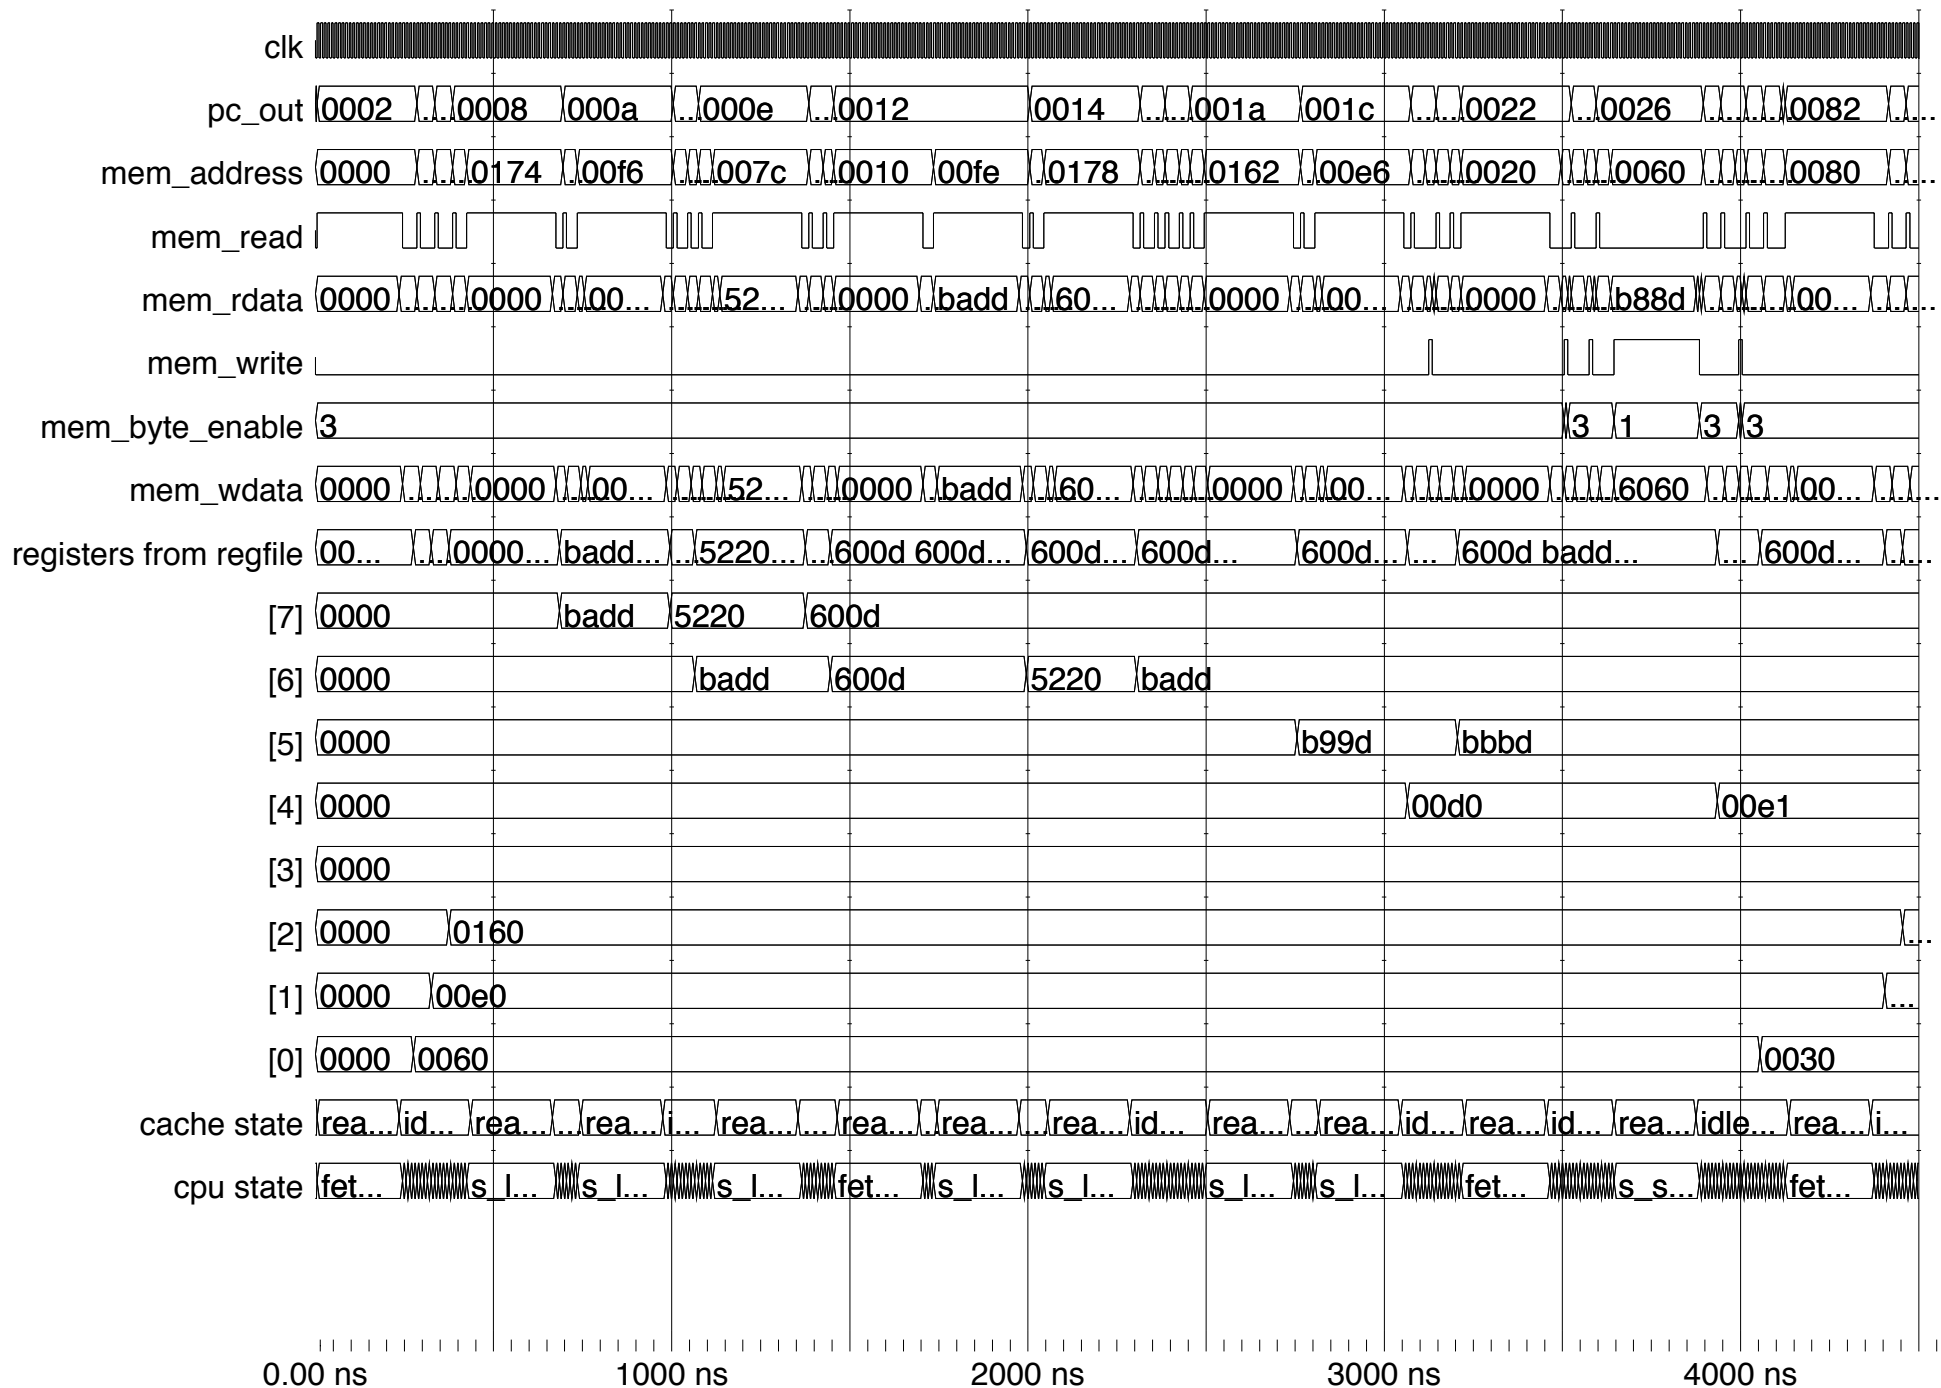 clk
pc_out 0002 ... 0008 000a ... 000e ... 0012 0014 ... 001a 001c ... 0022 ... 0026 ... 0082 ...
mem_address 0000 ... 0174 ... 00f6 ... 007c ... 0010 00fe ... 0178 ... 0162 ... 00e6 ... 0020 ... 0060 ... 0080 ...
mem_read
mem_rdata 0000 ... 0000 ... 00... ... 52... ... 0000 ... badd ... 60... ... 0000 ... 00... ... 0000 ... b88d ... 00... ...
mem_write
mem_byte_enable 3 3 1 3 3
mem_wdata 0000 ... 0000 ... 00... ... 52... ... 0000 ... badd ... 60... ... 0000 ... 00... ... 0000 ... 6060 ... 00... ...
registers from regfile 00... ... 0000... badd... ... 5220... ... 600d 600d... 600d... 600d... 600d... ... 600d badd... ... 600d... ...
[7] 0000 badd 5220 600d
[6] 0000 badd 600d 5220 badd
[5] 0000 b99d bbbd
[4] 0000 00d0 00e1
[3] 0000
[2] 0000 0160 ...
[1] 0000 00e0 ...
[0] 0000 0060 0030
cache state rea... id... rea... ... rea... i... rea... ... rea... ... rea... ... rea... id... rea... ... rea... id... rea... id... rea... idle... rea... i...
cpu state fet... s_l... s_l... s_l... fet... s_l... s_l... s_l... s_l... fet... s_s... fet...
0.00 ns 1000 ns 2000 ns 3000 ns 4000 ns